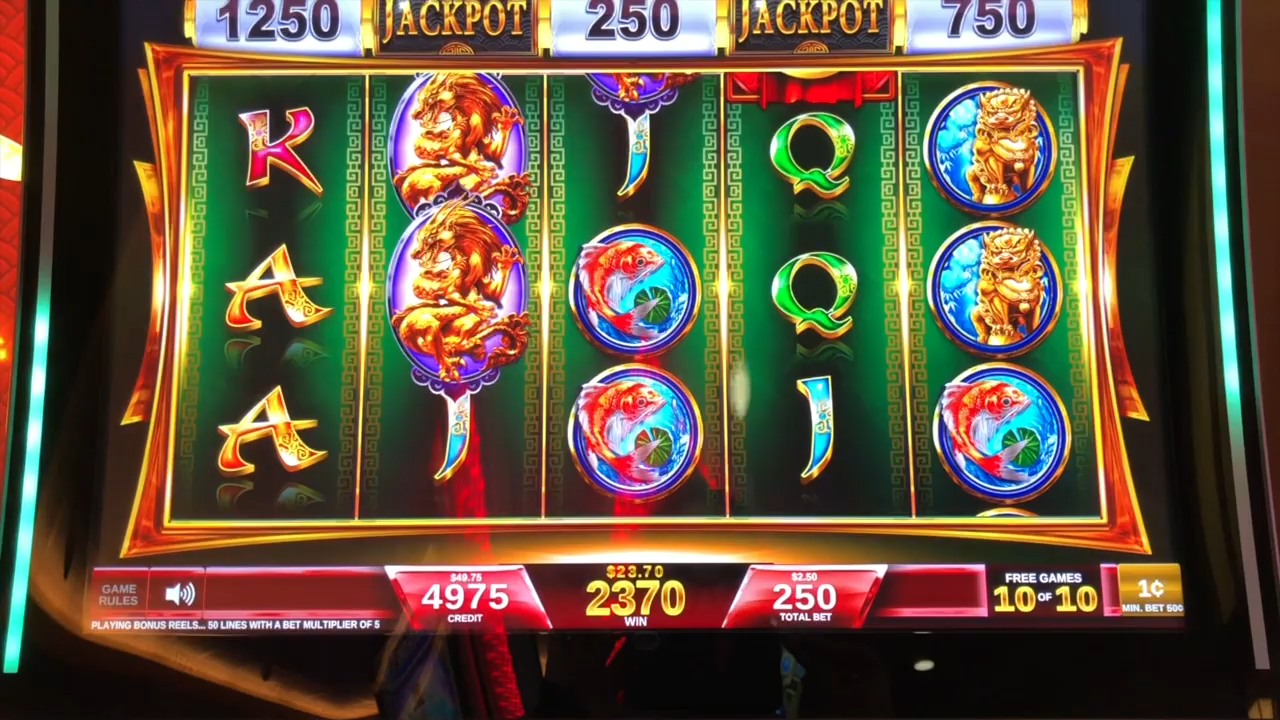 1250 JACKPOT 250 JACKPOT 750
K J Q
A Q
A J J
GAME RULES
$49.75
4975
CREDIT
$23.70
2370
WIN
$2.50
250
TOTAL BET
FREE GAMES
10 OF 10
1¢
MIN. BET 50¢
PLAYING BONUS REELS... 50 LINES WITH A BET MULTIPLIER OF 5